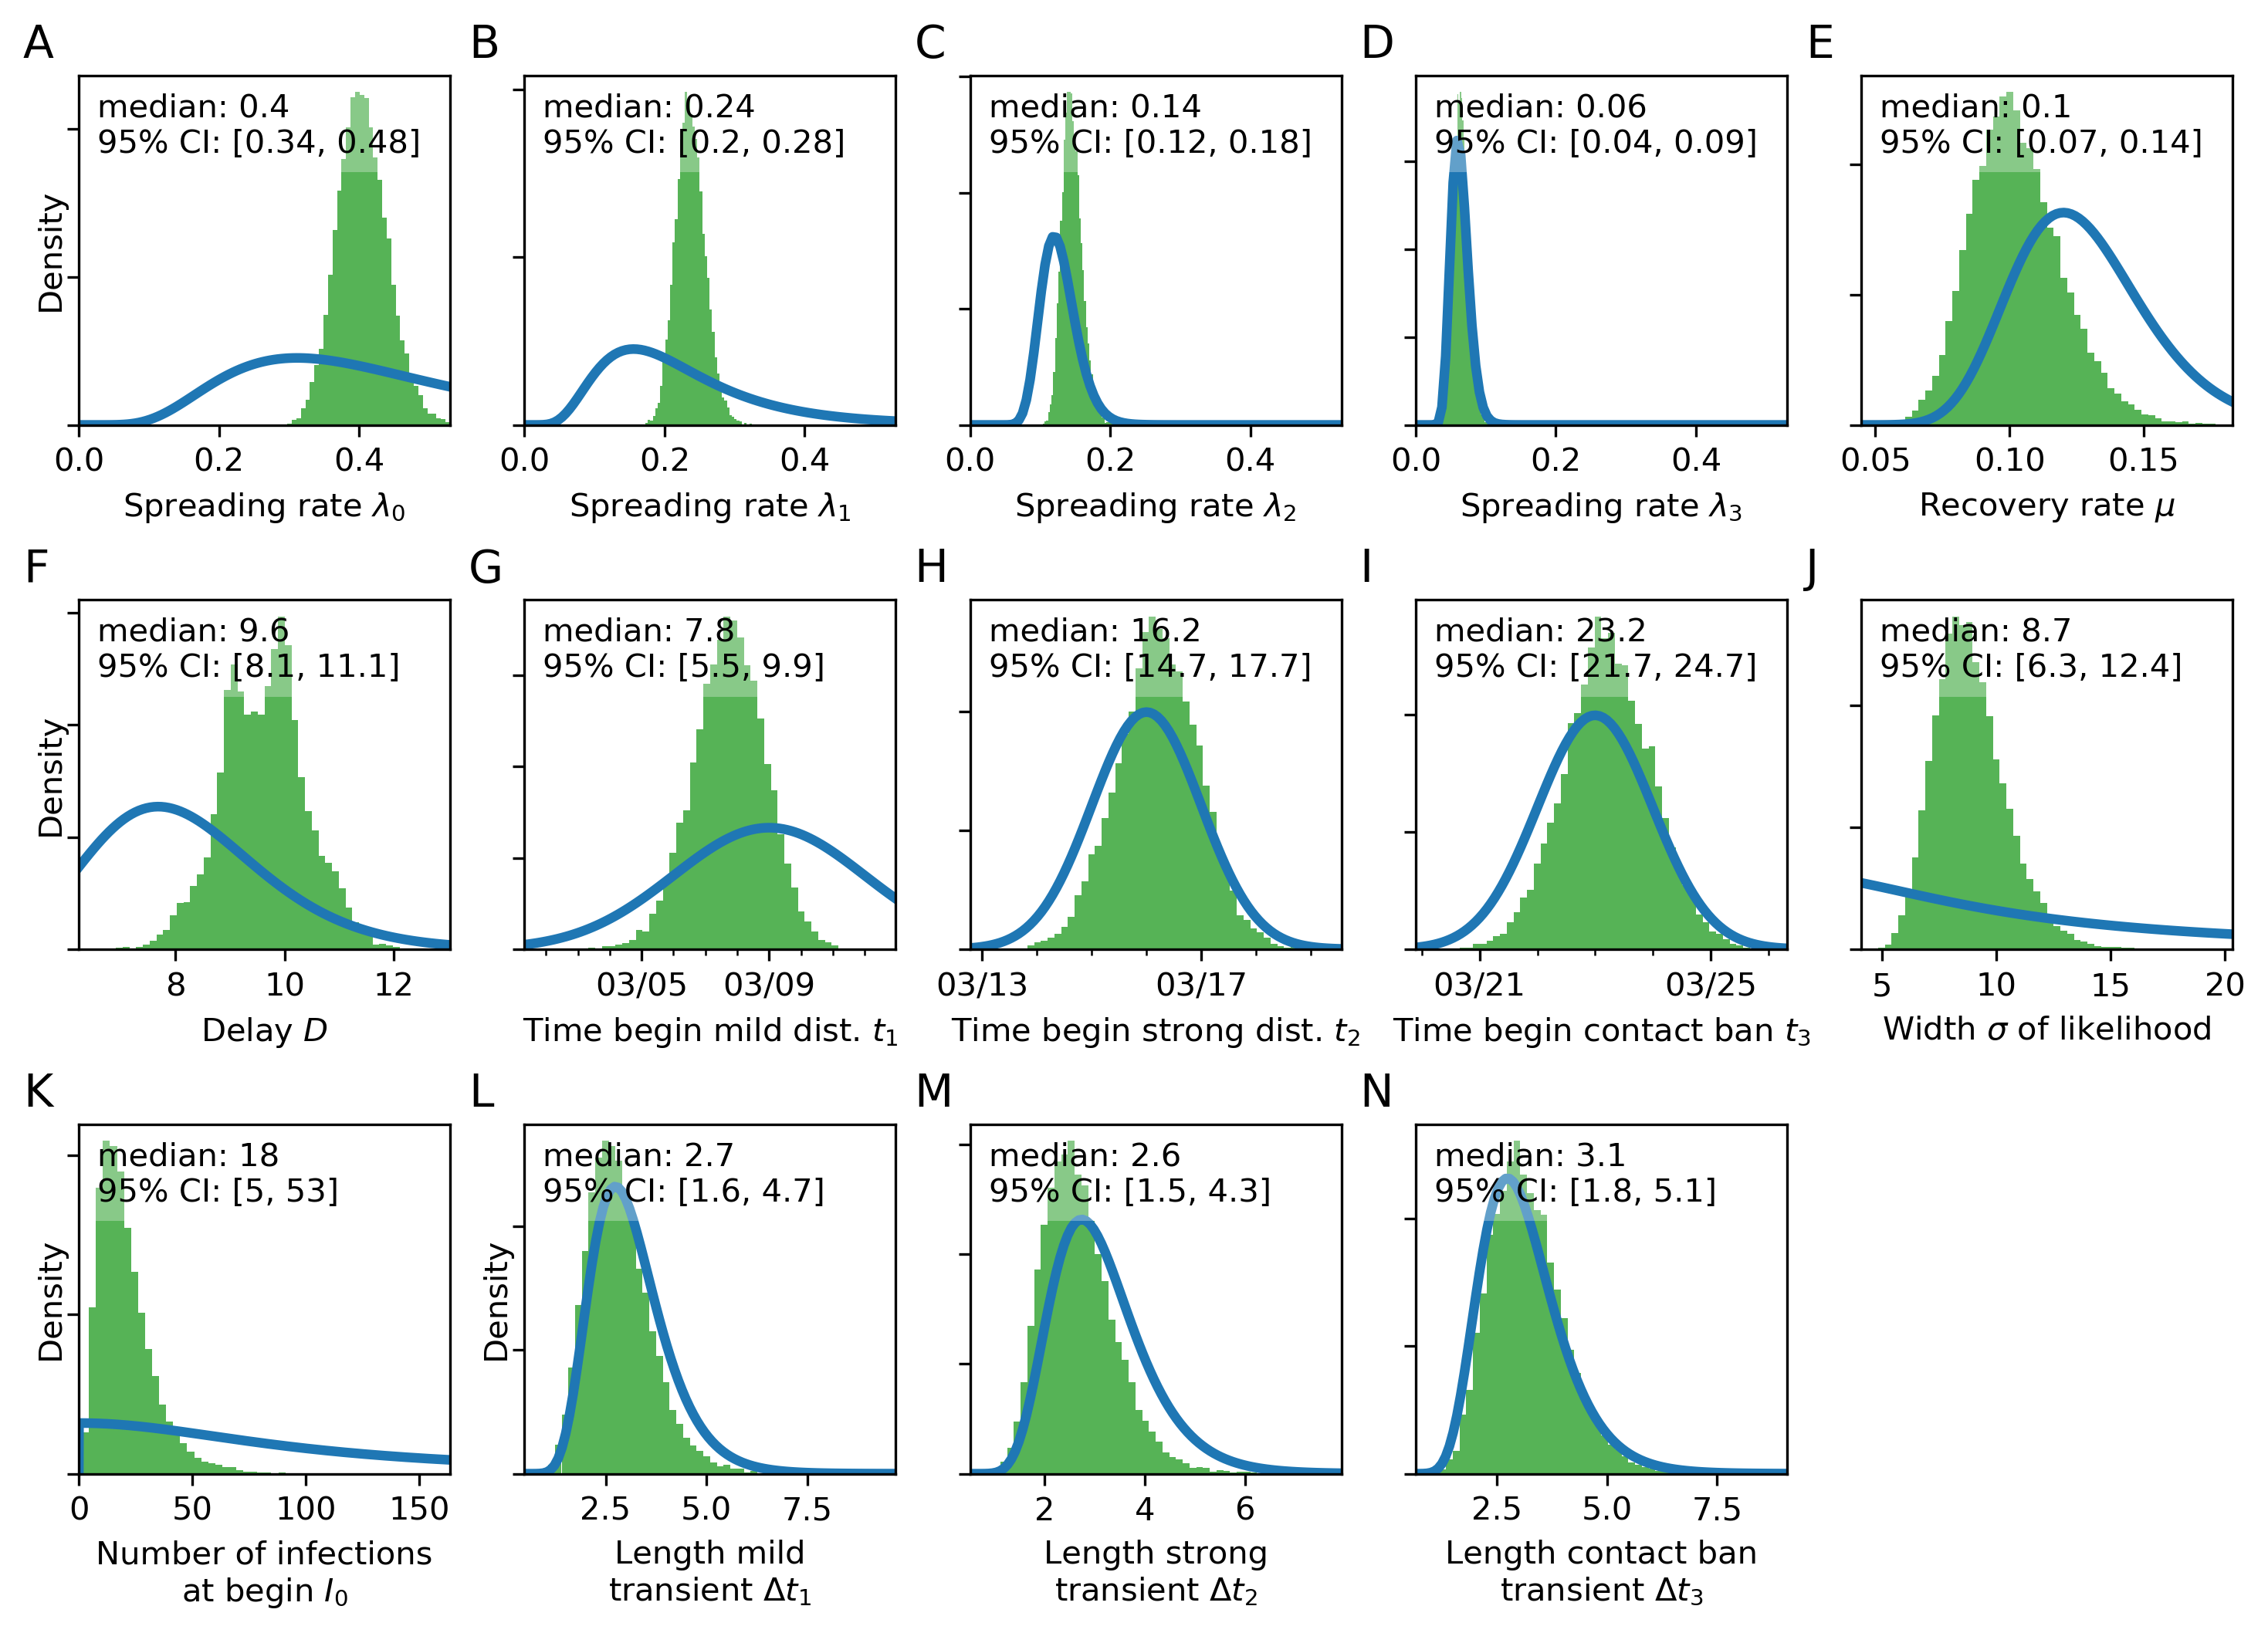 A
median: 0.4
95% CI: [0.34, 0.48]
Density
0.0 0.2 0.4
Spreading rate λ0
B
median: 0.24
95% CI: [0.2, 0.28]
0.0 0.2 0.4
Spreading rate λ1
C
median: 0.14
95% CI: [0.12, 0.18]
0.0 0.2 0.4
Spreading rate λ2
D
median: 0.06
95% CI: [0.04, 0.09]
0.0 0.2 0.4
Spreading rate λ3
E
median: 0.1
95% CI: [0.07, 0.14]
0.05 0.10 0.15
Recovery rate μ
F
median: 9.6
95% CI: [8.1, 11.1]
Density
8 10 12
Delay D
G
median: 7.8
95% CI: [5.5, 9.9]
03/05 03/09
Time begin mild dist. t1
H
median: 16.2
95% CI: [14.7, 17.7]
03/13 03/17
Time begin strong dist. t2
I
median: 23.2
95% CI: [21.7, 24.7]
03/21 03/25
Time begin contact ban t3
J
median: 8.7
95% CI: [6.3, 12.4]
5 10 15 20
Width σ of likelihood
K
median: 18
95% CI: [5, 53]
Density
0 50 100 150
Number of infections
at begin I0
L
median: 2.7
95% CI: [1.6, 4.7]
Density
2.5 5.0 7.5
Length mild
transient Δt1
M
median: 2.6
95% CI: [1.5, 4.3]
2 4 6
Length strong
transient Δt2
N
median: 3.1
95% CI: [1.8, 5.1]
2.5 5.0 7.5
Length contact ban
transient Δt3